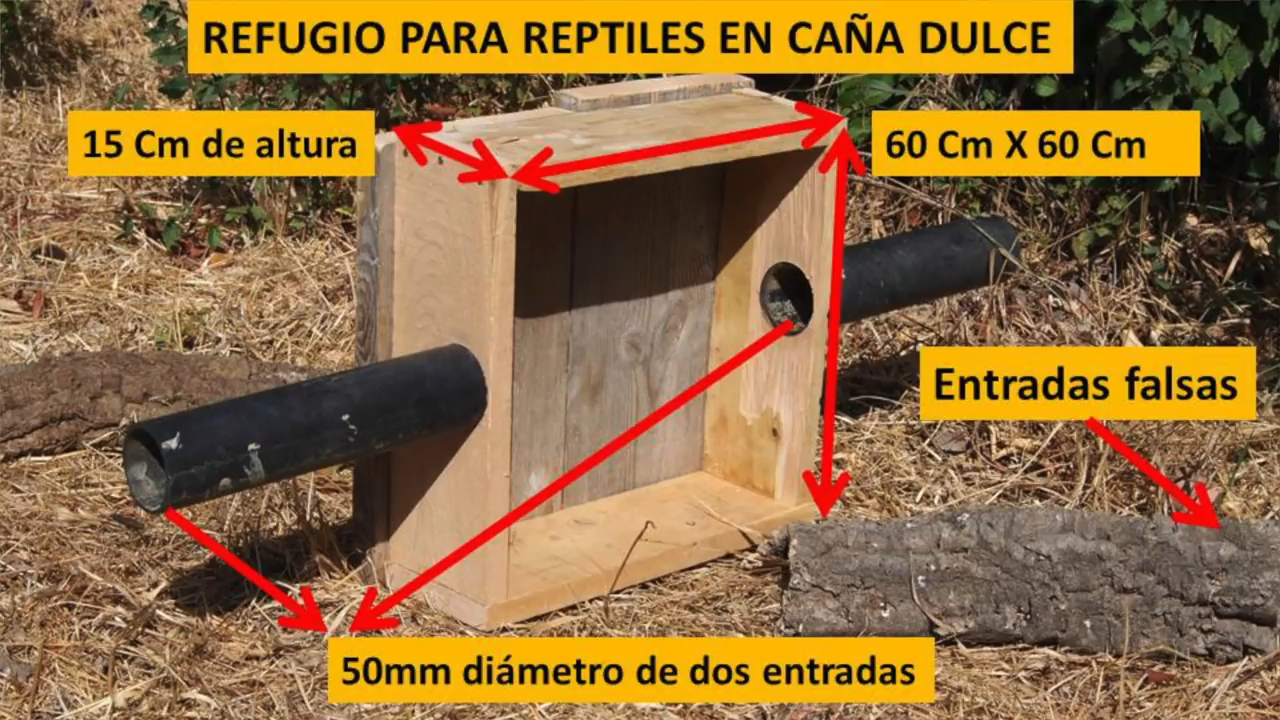 REFUGIO PARA REPTILES EN CAÑA DULCE
15 Cm de altura
60 Cm X 60 Cm
Entradas falsas
50mm diámetro de dos entradas